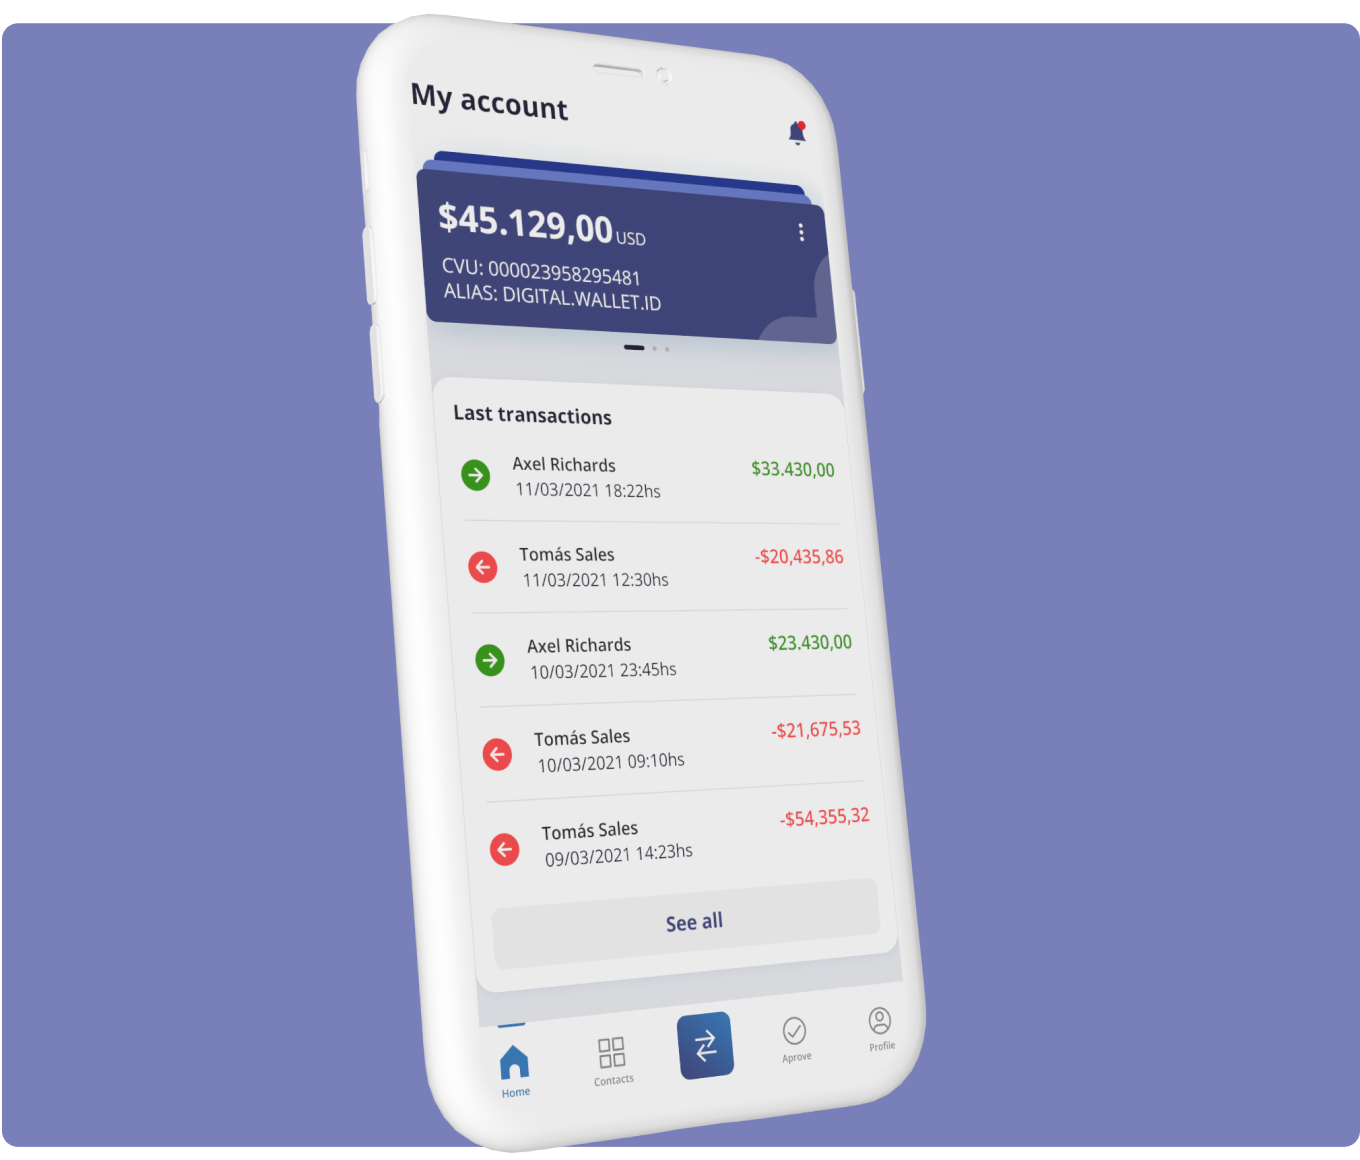 My account
$45.129,00 USD
CVU: 000023958295481
ALIAS: DIGITAL.WALLET.ID
Last transactions
Axel Richards
$33.430,00
11/03/2021 18:22hs
Tomás Sales
-$20,435,86
11/03/2021 12:30hs
Axel Richards
$23.430,00
10/03/2021 23:45hs
Tomás Sales
-$21,675,53
10/03/2021 09:10hs
Tomás Sales
-$54,355,32
09/03/2021 14:23hs
See all
Home
Contacts
Aprove
Profile